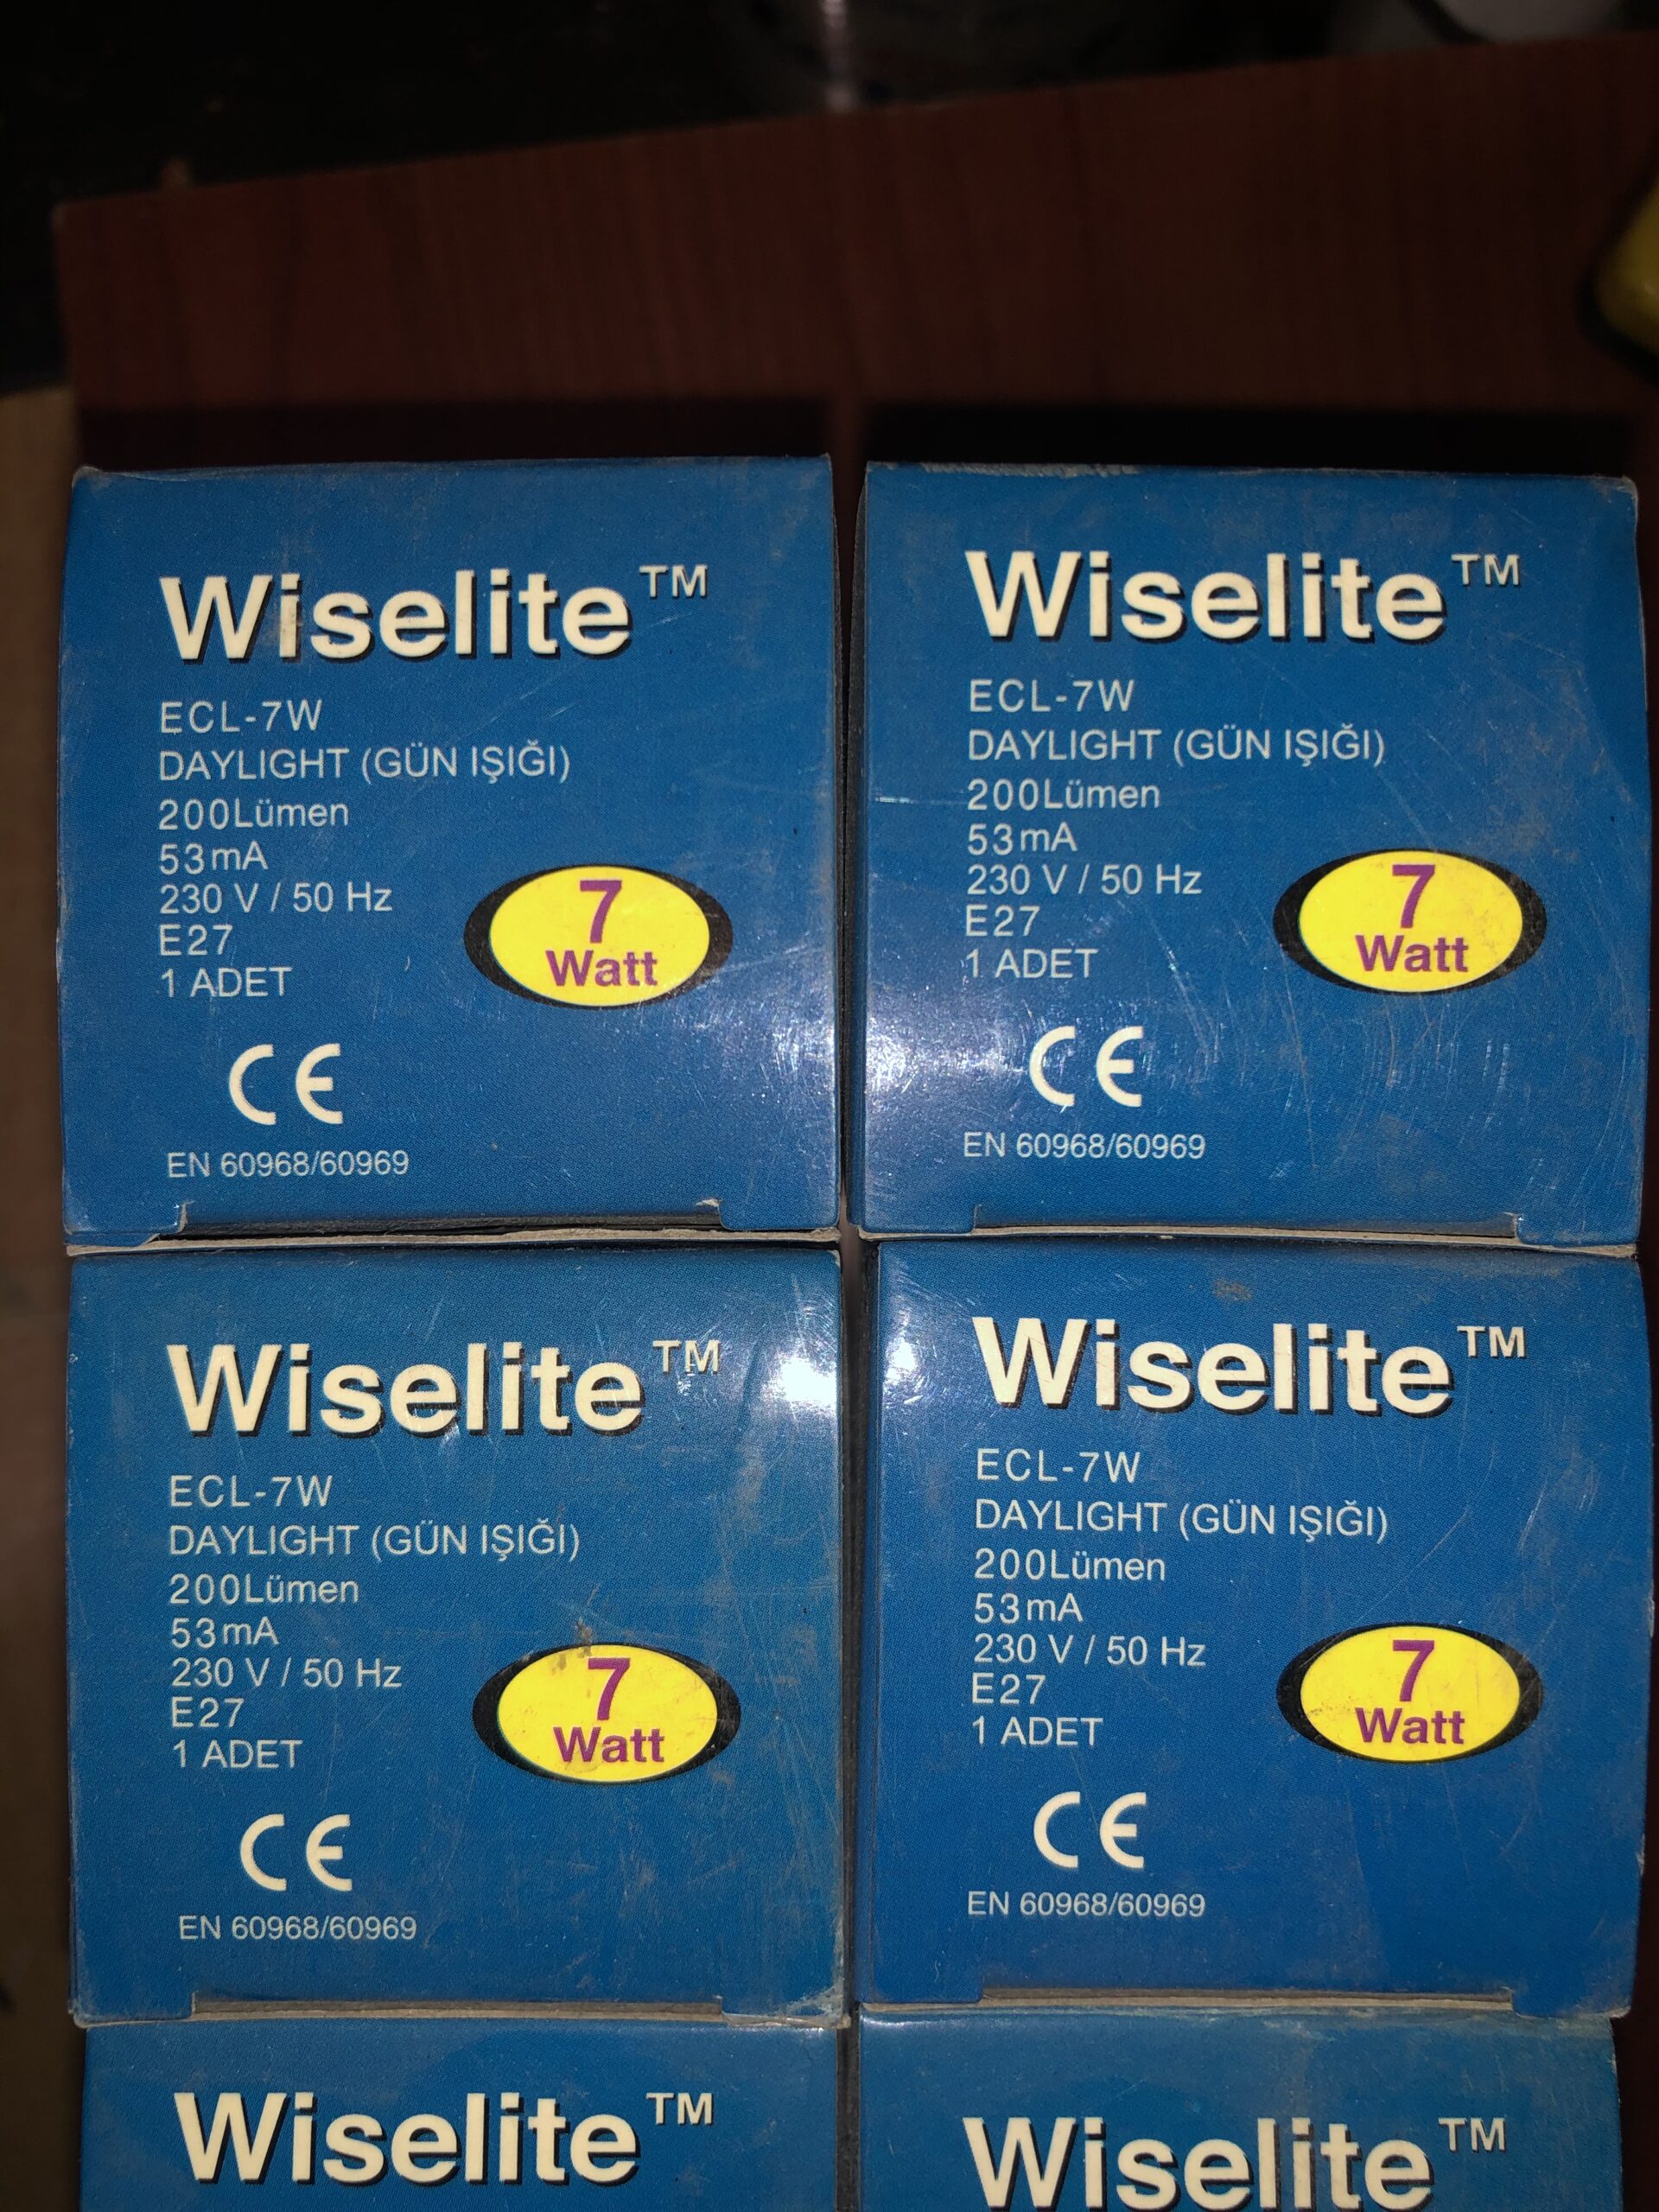 Wiselite™
ECL-7W
DAYLIGHT (GÜN IŞIĞI)
200Lümen
53mA
230 V / 50 Hz
E27
1 ADET
7
Watt
CE
EN 60968/60969
Wiselite™
ECL-7W
DAYLIGHT (GÜN IŞIĞI)
200Lümen
53mA
230 V / 50 Hz
E27
1 ADET
7
Watt
CE
EN 60968/60969
Wiselite™
ECL-7W
DAYLIGHT (GÜN IŞIĞI)
200Lümen
53mA
230 V / 50 Hz
E27
1 ADET
7
Watt
CE
EN 60968/60969
Wiselite™
ECL-7W
DAYLIGHT (GÜN IŞIĞI)
200Lümen
53mA
230 V / 50 Hz
E27
1 ADET
7
Watt
CE
EN 60968/60969
Wiselite™
Wiselite™